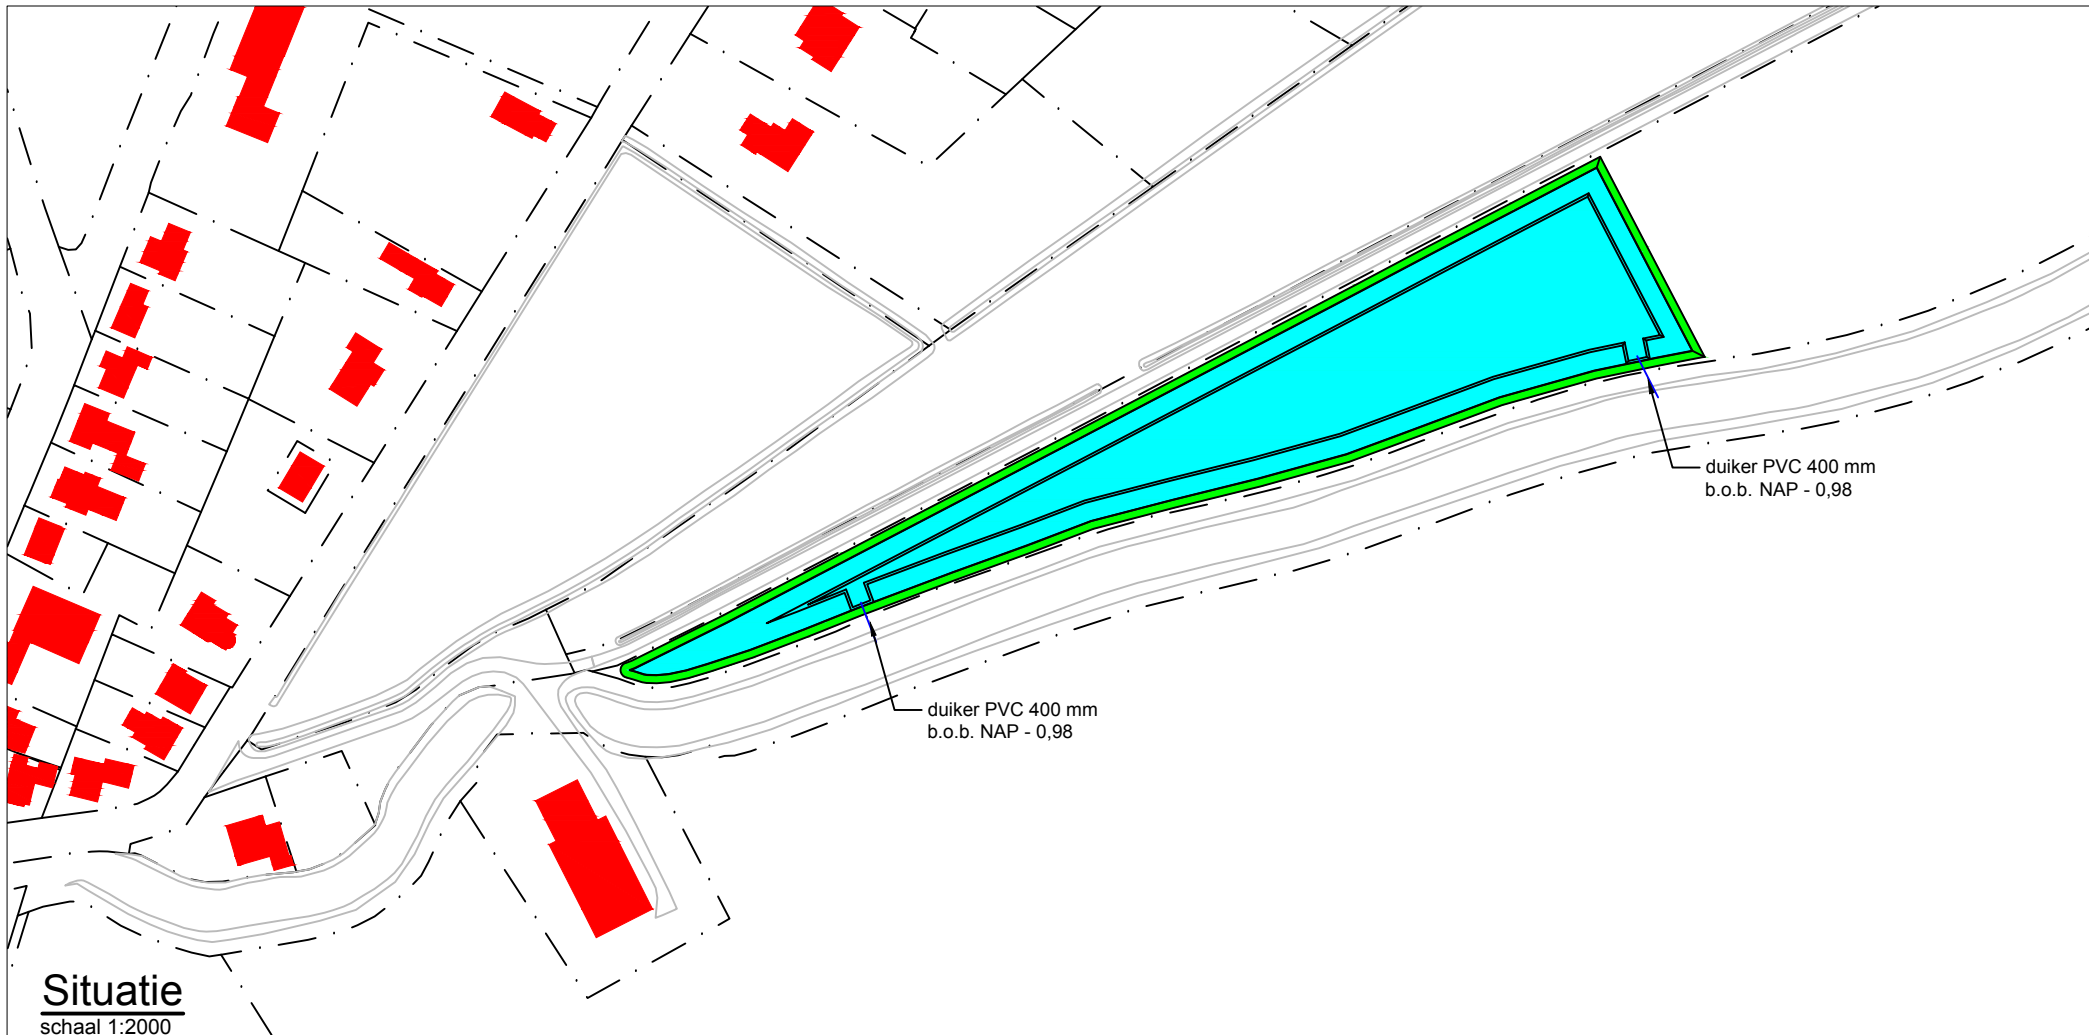 duiker PVC 400 mm
b.o.b. NAP - 0,98
duiker PVC 400 mm
b.o.b. NAP - 0,98
Situatie
schaal 1:2000